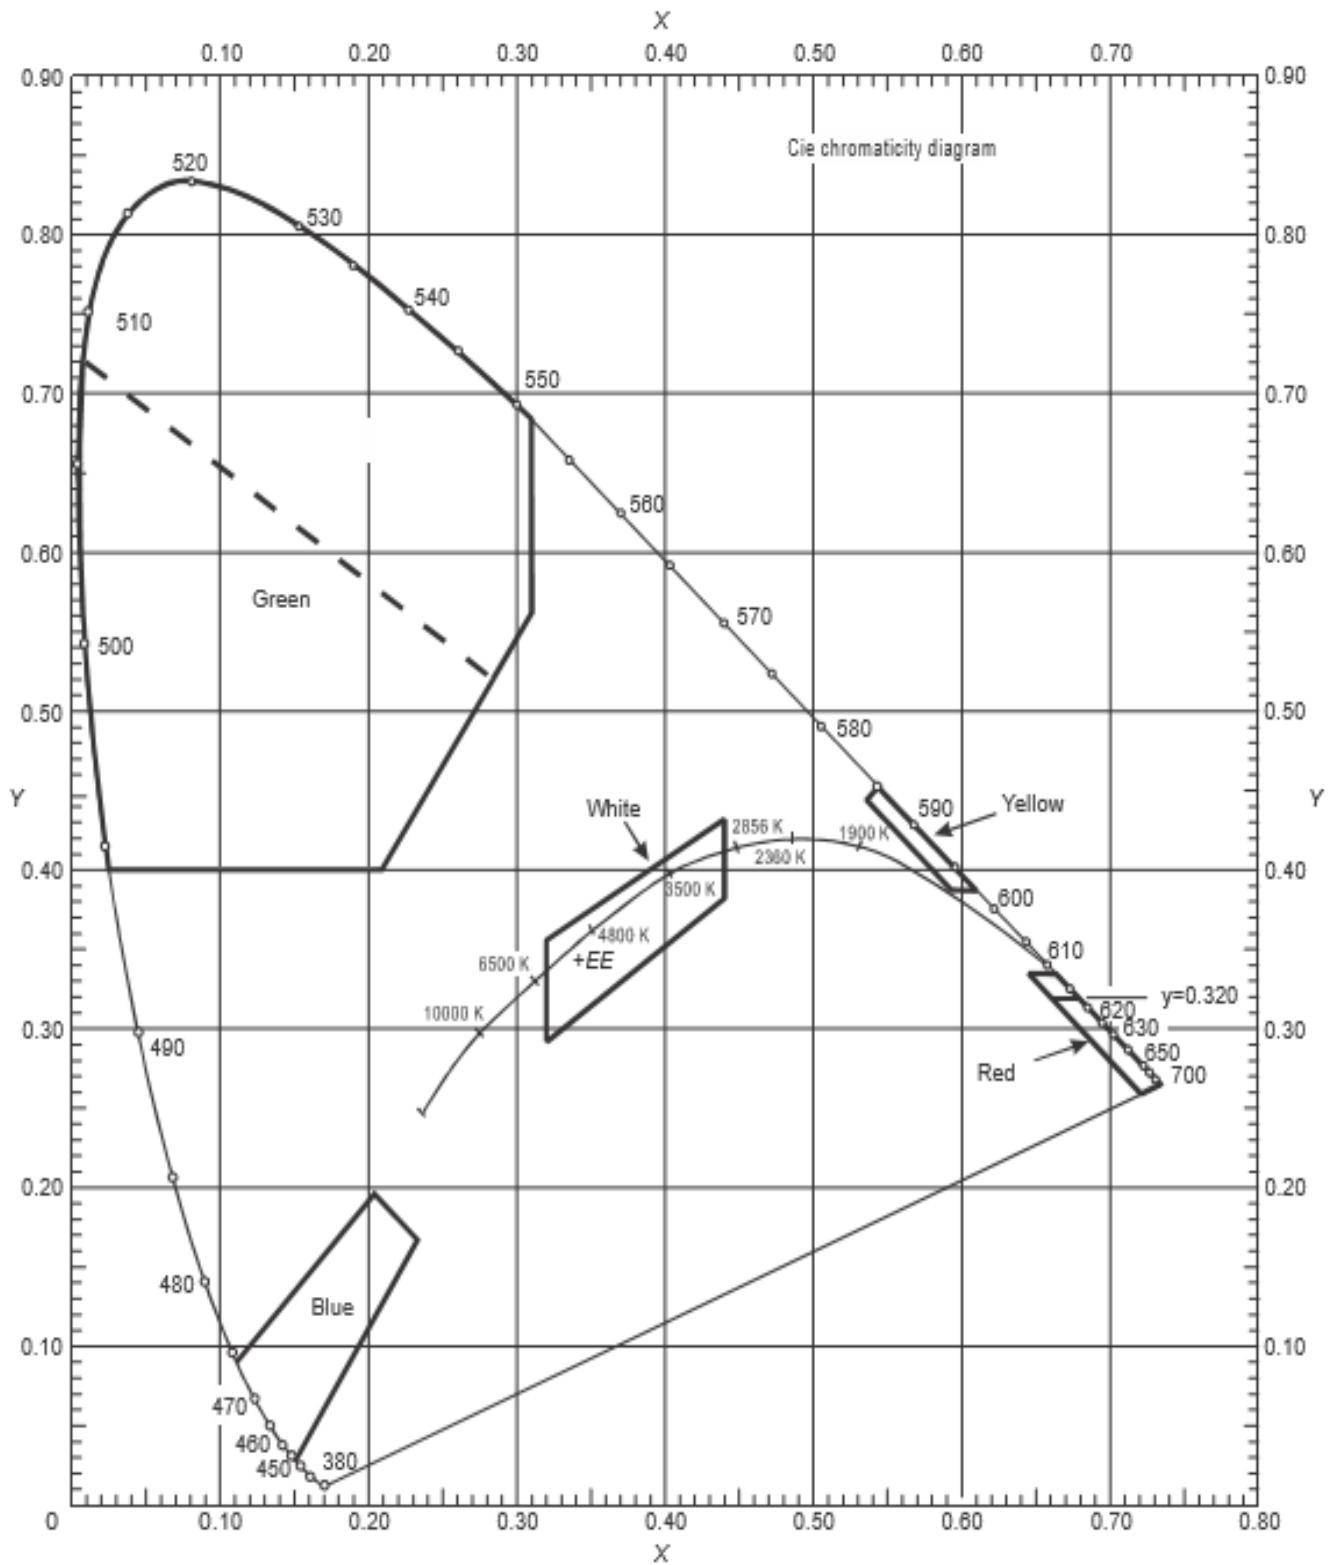 X
0.10 0.20 0.30 0.40 0.50 0.60 0.70
0.90 0.90
Cie chromaticity diagram
520
530
0.80 0.80
540
510
550
0.70 0.70
560
0.60 0.60
Green
570
500
580
0.50 0.50
Y Y
White
590
Yellow
2856 K
1900 K
2360 K
0.40 0.40
3500 K
600
4800 K
610
+EE
6500 K
y=0.320
10000 K
620
0.30 0.30
630
490
650
Red
700
0.20 0.20
480
Blue
0.10 0.10
470
460
450
380
0 0
0 0.10 0.20 0.30 0.40 0.50 0.60 0.70 0.80
X